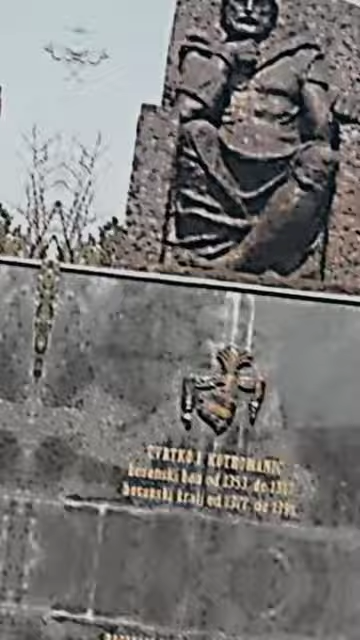 TVRTKO I KOTROMANIĆ
bosanski ban od 1353 do 1377
bosanski kralj od 1377 do 1391